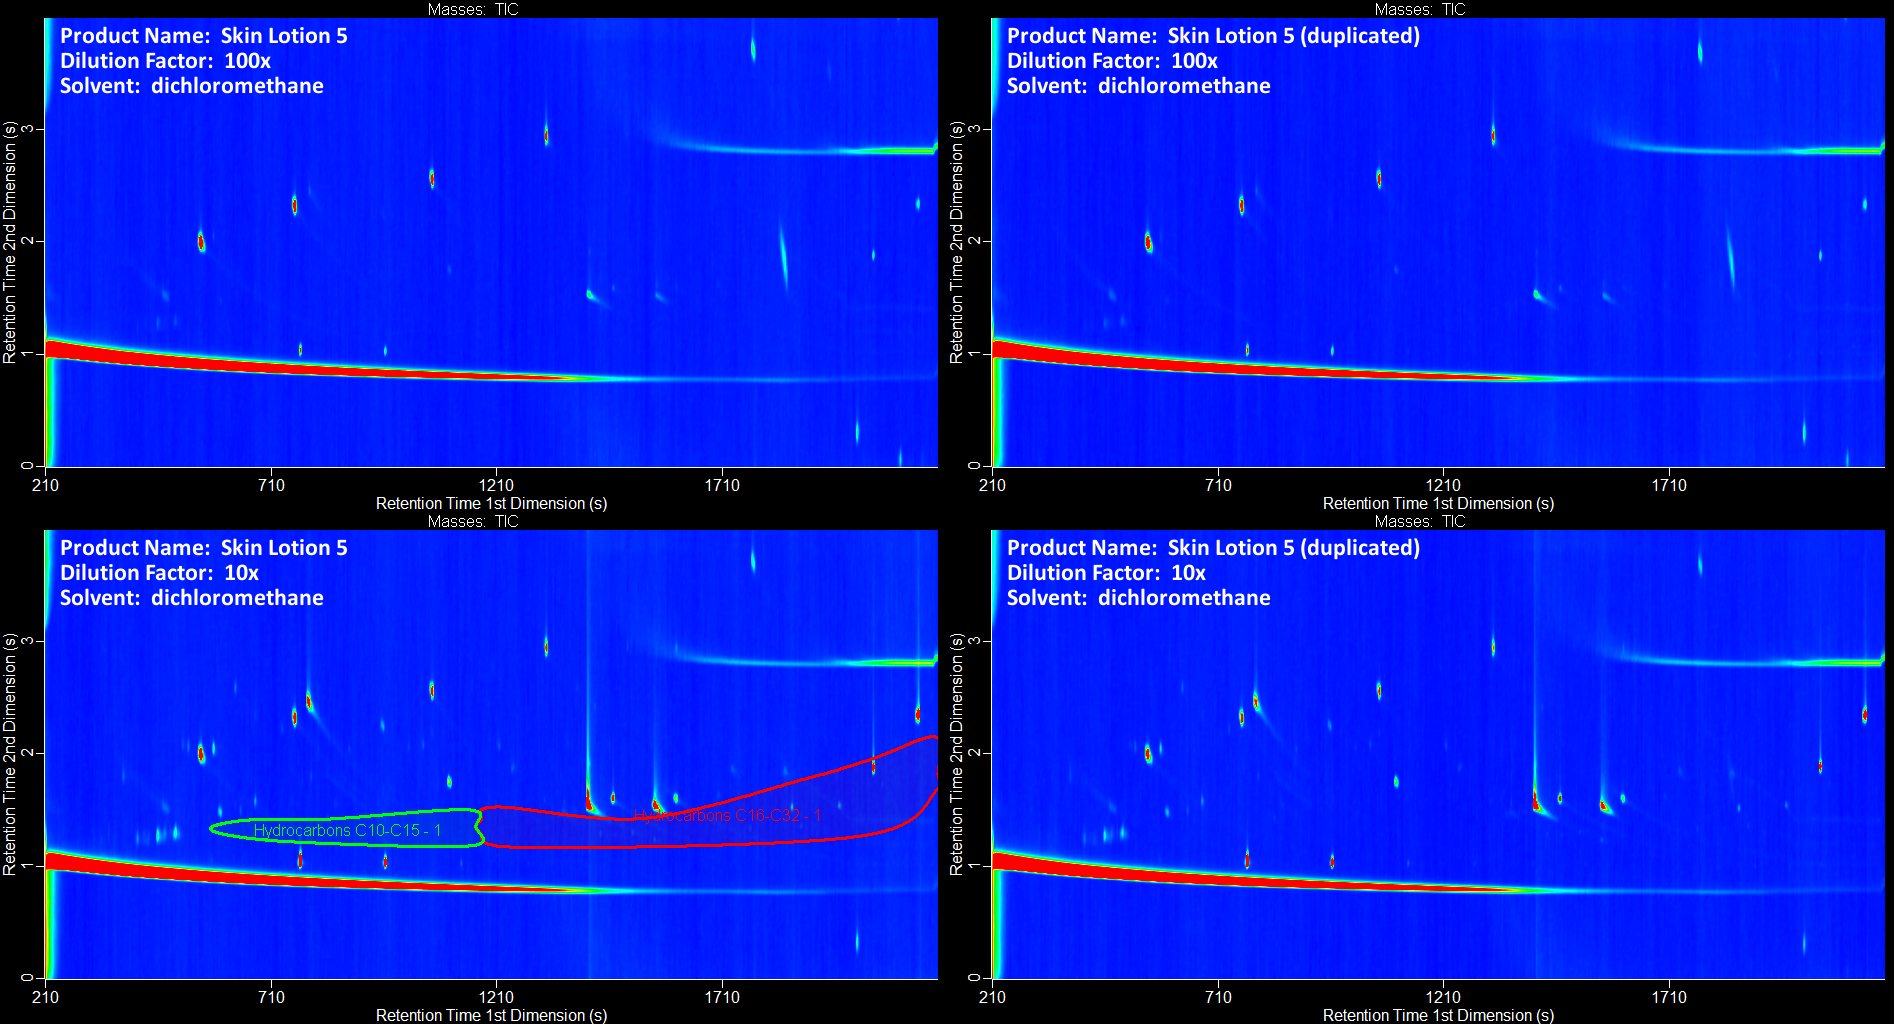 Masses: TIC
Product Name: Skin Lotion 5
Dilution Factor: 100x
Solvent: dichloromethane
Retention Time 2nd Dimension (s)
3
2
1
0
210 710 1210 1710
Retention Time 1st Dimension (s)
Masses: TIC
Product Name: Skin Lotion 5 (duplicated)
Dilution Factor: 100x
Solvent: dichloromethane
Retention Time 2nd Dimension (s)
3
2
1
0
210 710 1210 1710
Retention Time 1st Dimension (s)
Masses: TIC
Product Name: Skin Lotion 5
Dilution Factor: 10x
Solvent: dichloromethane
Retention Time 2nd Dimension (s)
3
2
1
0
Hydrocarbons C10-C15 - 1
Hydrocarbons C16-C32 - 1
210 710 1210 1710
Retention Time 1st Dimension (s)
Masses: TIC
Product Name: Skin Lotion 5 (duplicated)
Dilution Factor: 10x
Solvent: dichloromethane
Retention Time 2nd Dimension (s)
3
2
1
0
210 710 1210 1710
Retention Time 1st Dimension (s)